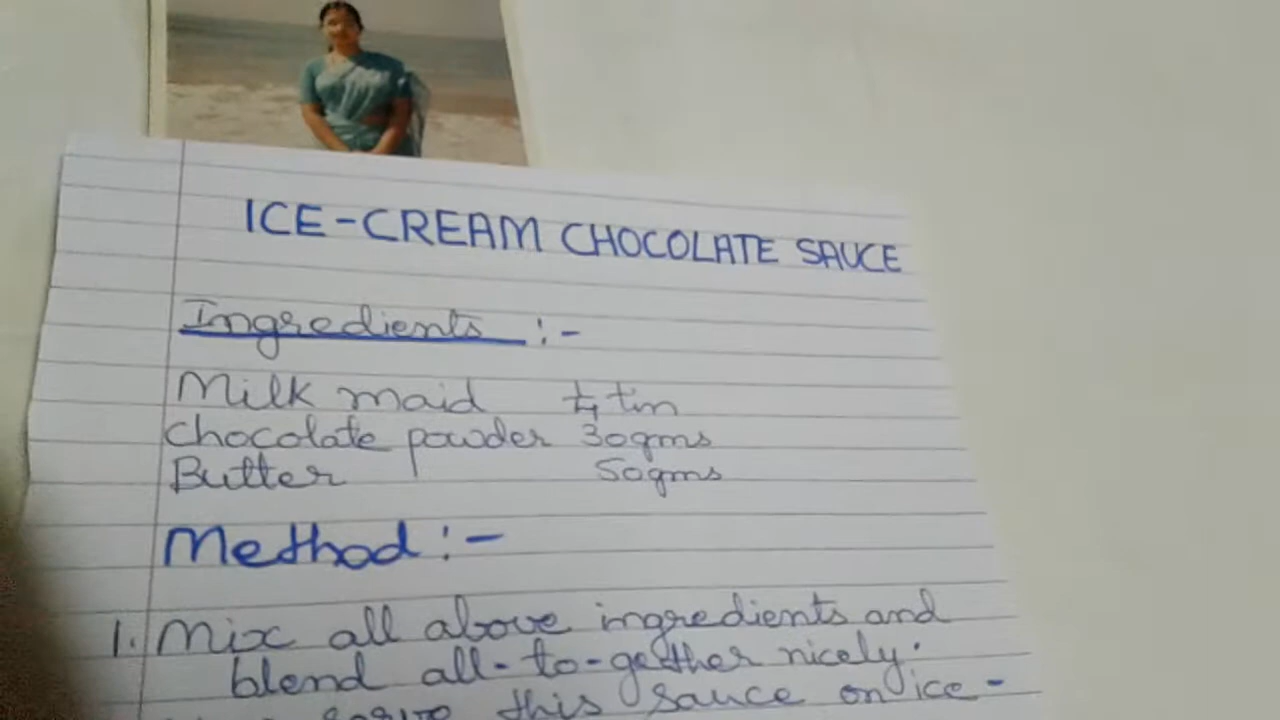 ICE-CREAM CHOCOLATE SAUCE
Ingredients :-
Milk maid ¼ tin
Chocolate powder 30gms
Butter 50gms
Method :-
1. Mix all above ingredients and
blend all-to-gether nicely.
this sauce on ice-